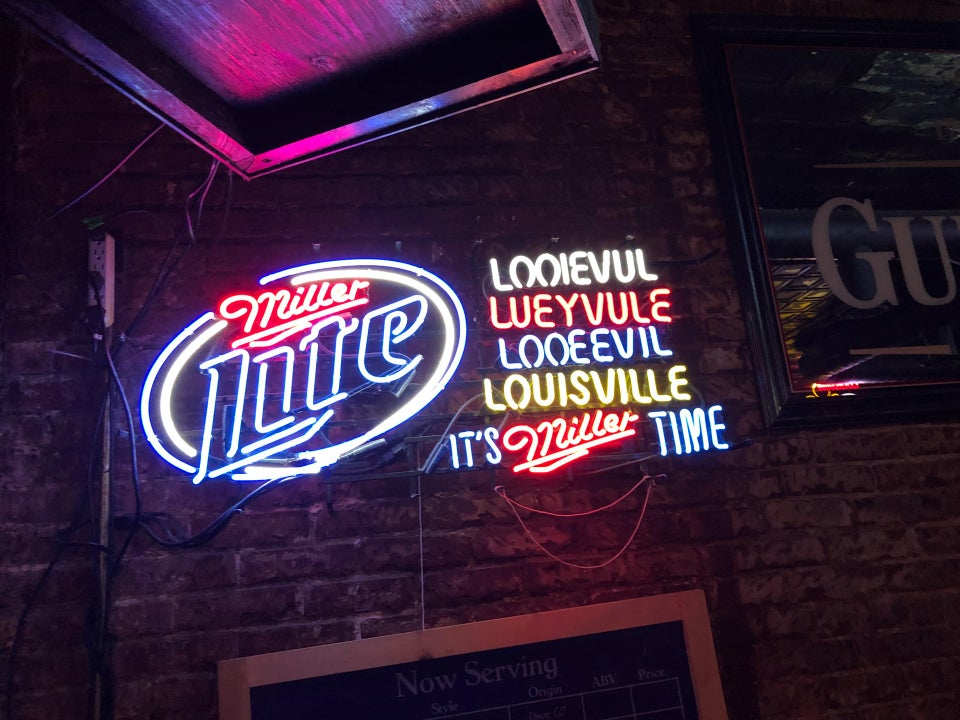 Miller
Lite
LOOIEVUL
LUEYVULE
LOOEEVIL
LOUISVILLE
IT'S Miller TIME
GU
Now Serving
Style Origin ABV Price